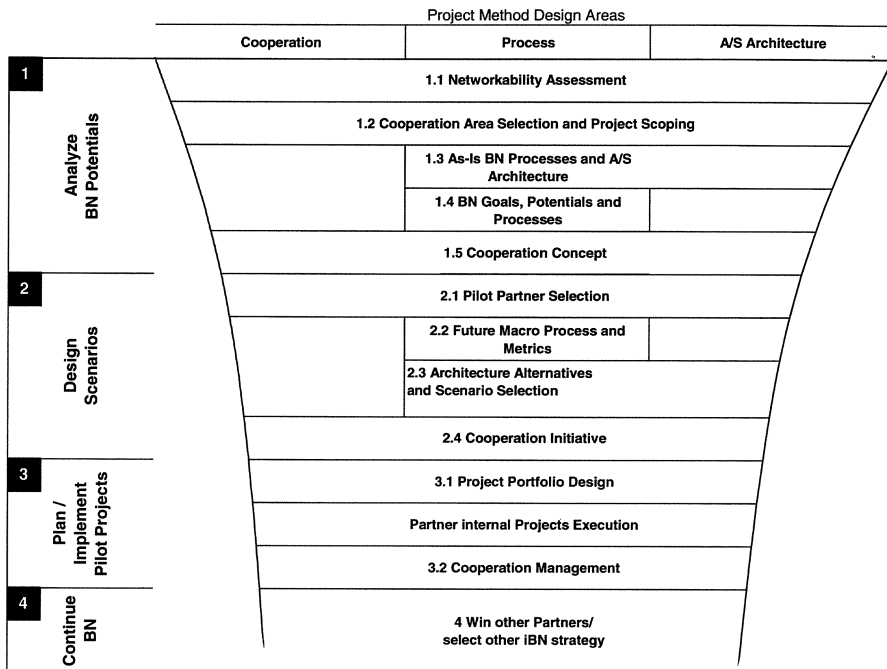 Project Method Design Areas
Cooperation
Process
A/S Architecture
1
Analyze
BN Potentials
1.1 Networkability Assessment
1.2 Cooperation Area Selection and Project Scoping
1.3 As-Is BN Processes and A/S
Architecture
1.4 BN Goals, Potentials and
Processes
1.5 Cooperation Concept
2
Design
Scenarios
2.1 Pilot Partner Selection
2.2 Future Macro Process and
Metrics
2.3 Architecture Alternatives
and Scenario Selection
2.4 Cooperation Initiative
3
Plan /
Implement
Pilot Projects
3.1 Project Portfolio Design
Partner internal Projects Execution
3.2 Cooperation Management
4
Continue
BN
4 Win other Partners/
select other iBN strategy